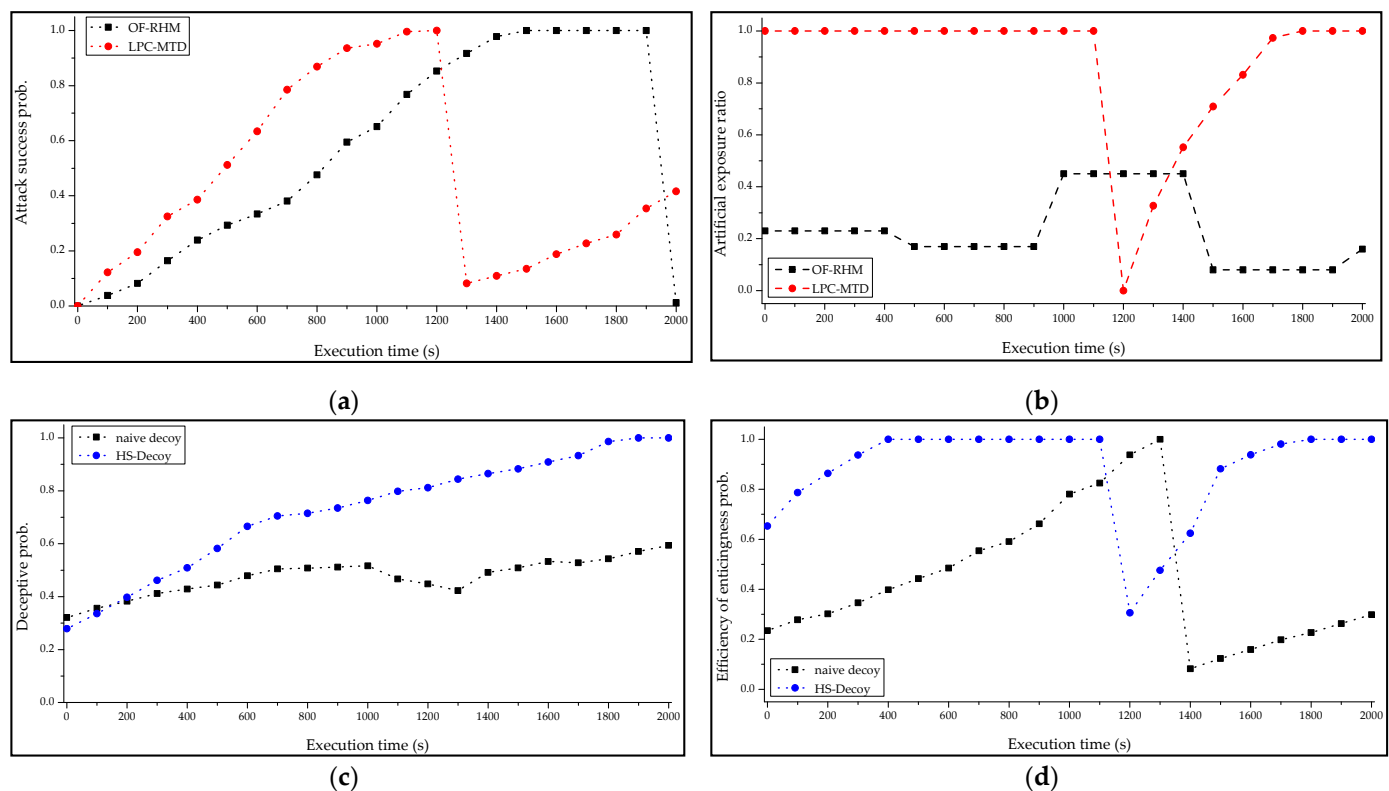 OF-RHM
LPC-MTD
Attack success prob.
1.0
0.8
0.6
0.4
0.2
0.0
0 200 400 600 800 1000 1200 1400 1600 1800 2000
Execution time (s)
(a)
Artificial exposure ratio
1.0
0.8
0.6
0.4
0.2
0.0
OF-RHM
LPC-MTD
0 200 400 600 800 1000 1200 1400 1600 1800 2000
Execution time (s)
(b)
naive decoy
HS-Decoy
Deceptive prob.
1.0
0.8
0.6
0.4
0.2
0.0
0 200 400 600 800 1000 1200 1400 1600 1800 2000
Execution time (s)
(c)
Efficiency of enticingness prob.
1.0
0.8
0.6
0.4
0.2
0.0
naive decoy
HS-Decoy
0 200 400 600 800 1000 1200 1400 1600 1800 2000
Execution time (s)
(d)